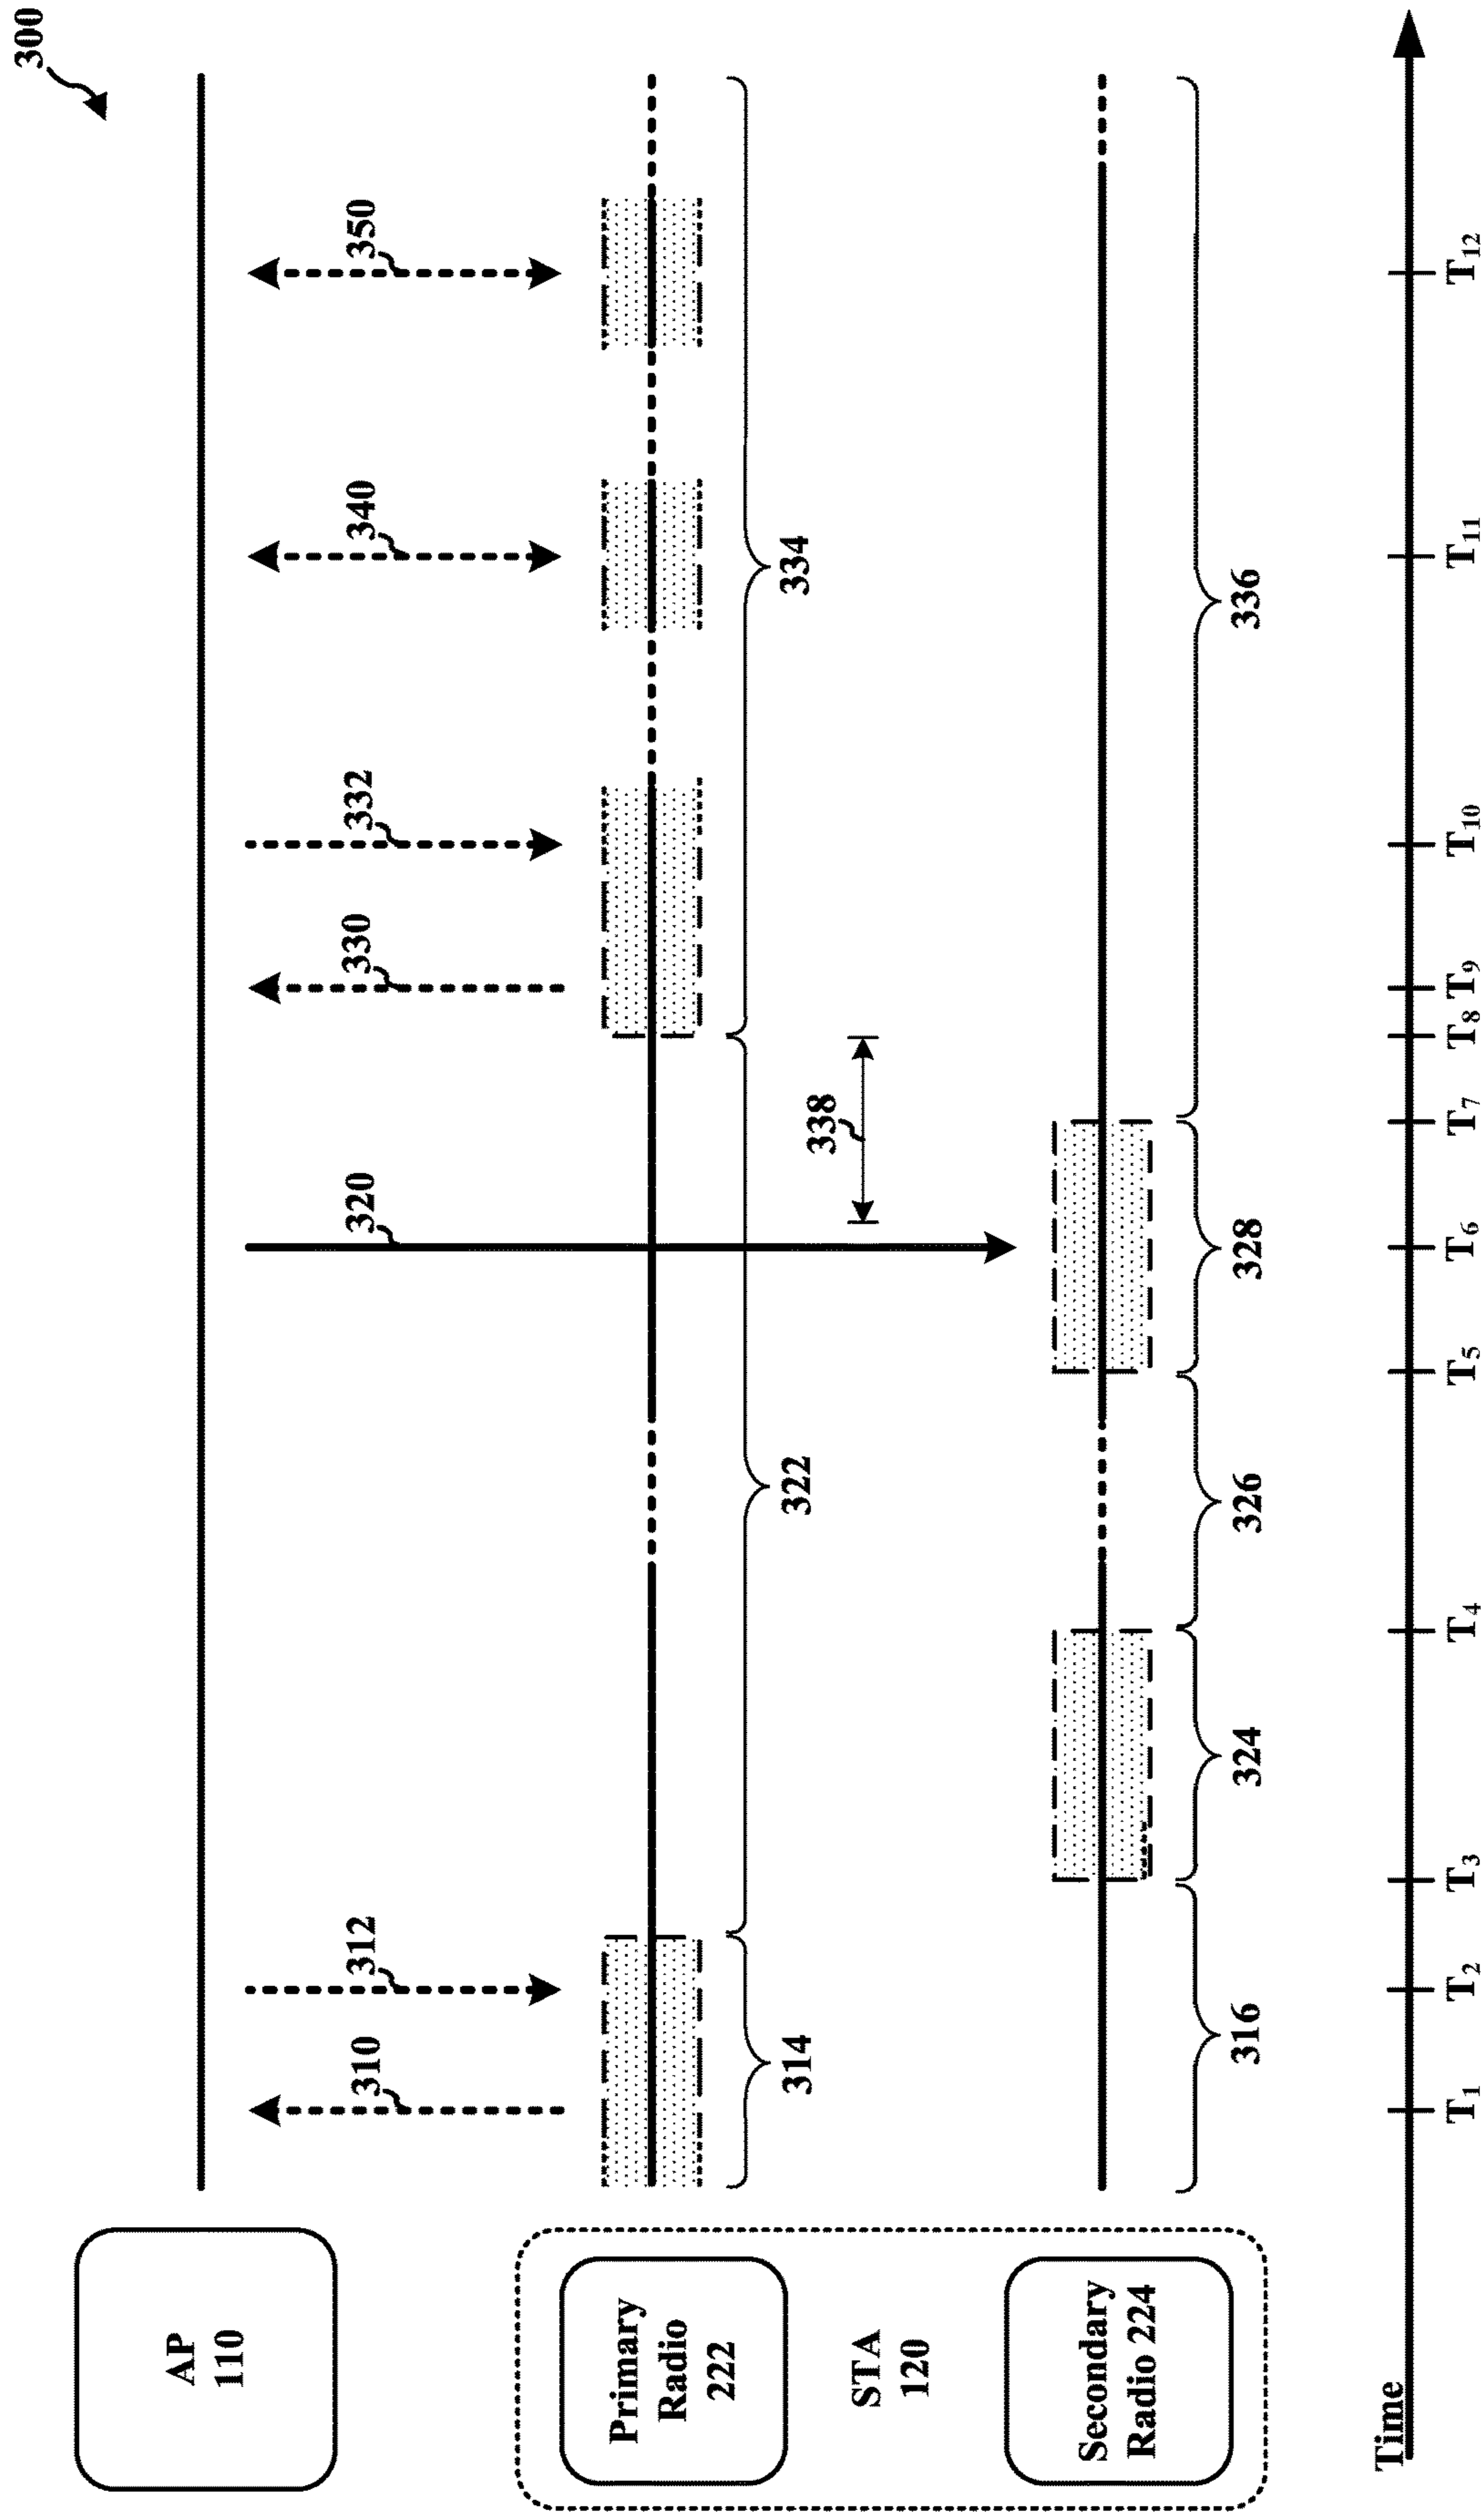 300
AP
110
310
312
320
330
332
340
350
Primary
Radio
222
314
322
334
STA
120
338
Secondary
Radio 224
316
324
326
328
336
Time
T1
T2
T3
T4
T5
T6
T7
T8
T9
T10
T11
T12